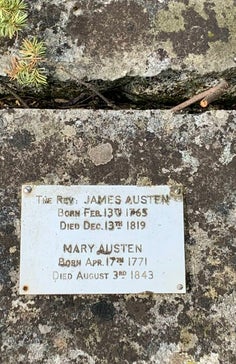 The Rev: JAMES AUSTEN
Born Feb. 13TH 1765
Died Dec. 13TH 1819
MARY AUSTEN
Born Apr. 17TH 1771
Died August 3RD 1843